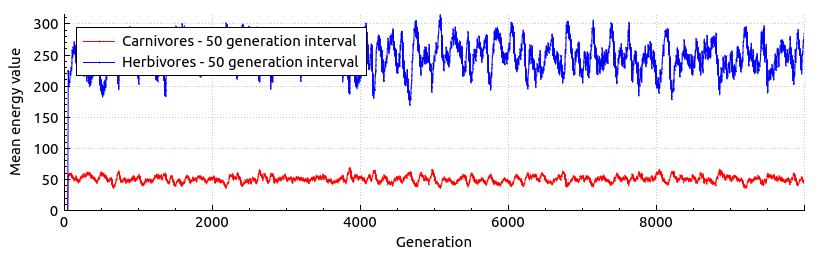 300
250
200
150
100
50
0
Mean energy value
Carnivores - 50 generation interval
Herbivores - 50 generation interval
0 2000 4000 6000 8000
Generation